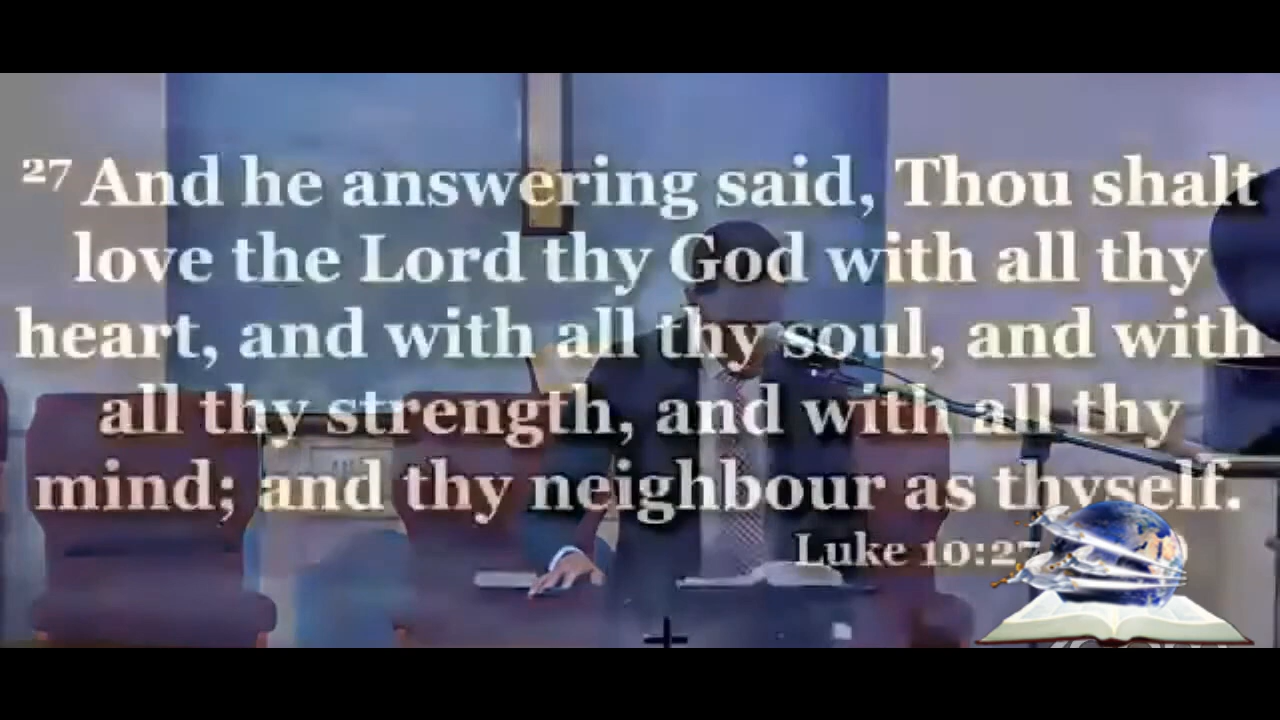 27 And he answering said, Thou shalt
love the Lord thy God with all thy
heart, and with all thy soul, and with
all thy strength, and with all thy
mind; and thy neighbour as thyself.
Luke 10:27